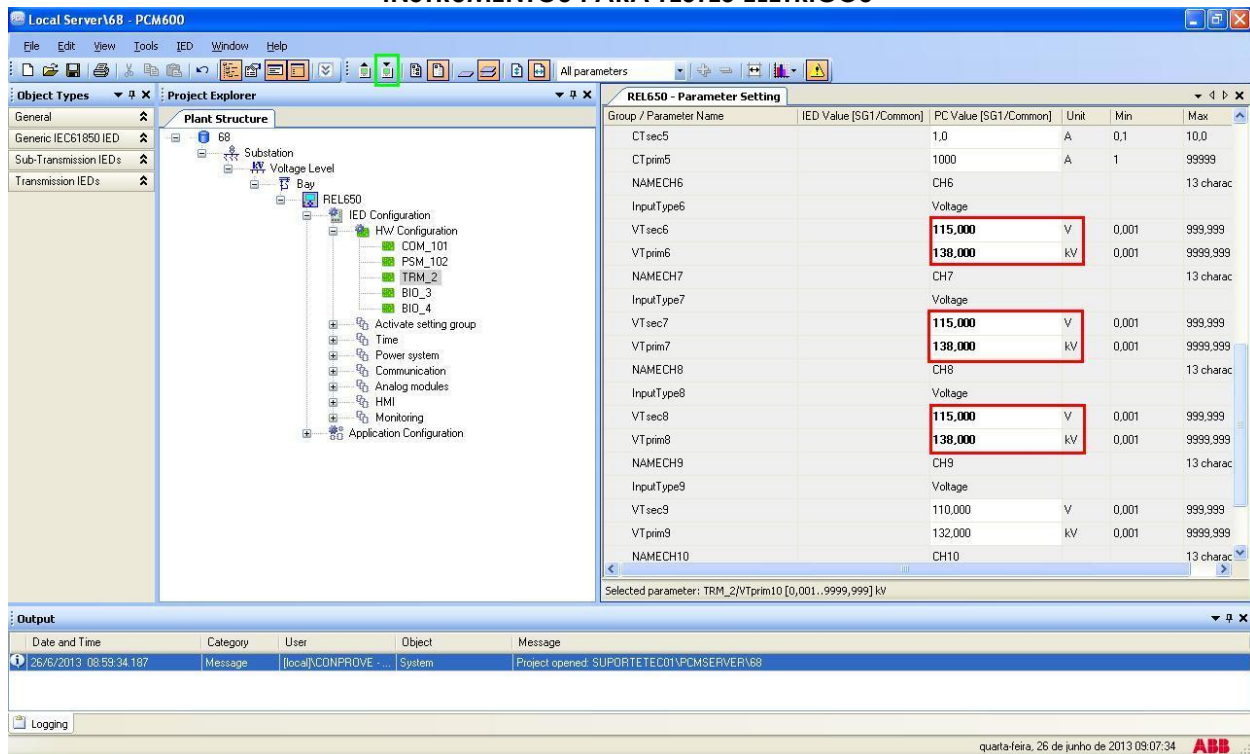 INSTRUMENTOS PARA TESTES ELÉTRICOS
Local Server\68 - PCM600
File Edit View Tools IED Window Help
All parameters
Object Types
General
Generic IEC61850 IED
Sub-Transmission IEDs
Transmission IEDs
Project Explorer
Plant Structure
68
Substation
Voltage Level
Bay
REL650
IED Configuration
HW Configuration
COM_101
PSM_102
TRM_2
BIO_3
BIO_4
Activate setting group
Time
Power system
Communication
Analog modules
HMI
Monitoring
Application Configuration
REL650 - Parameter Setting
Group / Parameter Name IED Value [SG1/Common] PC Value [SG1/Common] Unit Min Max
CTsec5 1,0 A 0,1 10,0
CTprim5 1000 A 1 99999
NAMECH6 CH6 13 charac
InputType6 Voltage
VTsec6 115,000 V 0,001 999,999
VTprim6 138,000 kV 0,001 9999,999
NAMECH7 CH7 13 charac
InputType7 Voltage
VTsec7 115,000 V 0,001 999,999
VTprim7 138,000 kV 0,001 9999,999
NAMECH8 CH8 13 charac
InputType8 Voltage
VTsec8 115,000 V 0,001 999,999
VTprim8 138,000 kV 0,001 9999,999
NAMECH9 CH9 13 charac
InputType9 Voltage
VTsec9 110,000 V 0,001 999,999
VTprim9 132,000 kV 0,001 9999,999
NAMECH10 CH10 13 charac
Selected parameter: TRM_2/VTprim10 [0,001..9999,999] kV
Output
Date and Time Category User Object Message
26/6/2013 08:59:34.187 Message [local]\CONPROVE - ... System Project opened: SUPORTETEC01\PCMSERVER\68
Logging
quarta-feira, 26 de junho de 2013 09:07:34 ABB